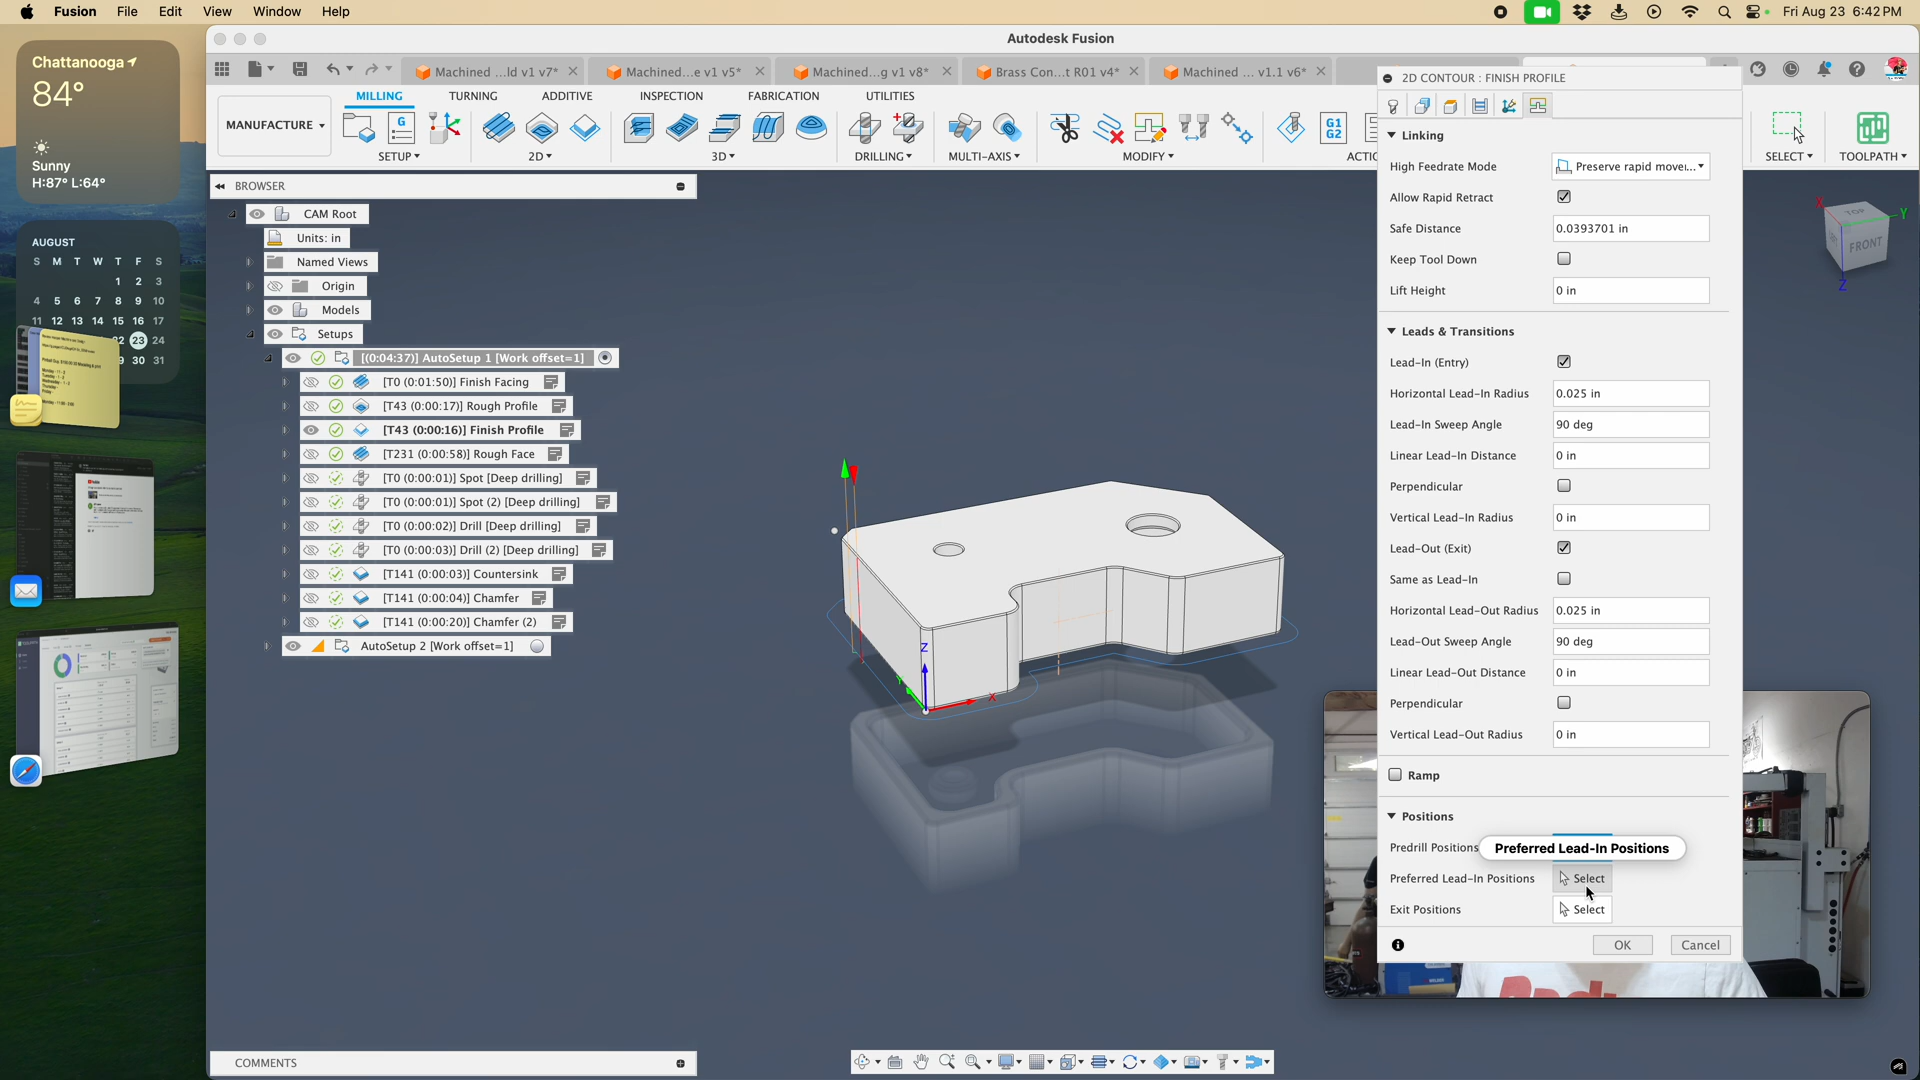 Fusion File Edit View Window Help
Fri Aug 23 6:42 PM
Autodesk Fusion
Chattanooga
84°
Sunny
H:87° L:64°
AUGUST
S M T W T F S
1 2 3
4 5 6 7 8 9 10
11 12 13 14 15 16 17
22 23 24
9 30 31
Machined ...ld v1 v7*
Machined...e v1 v5*
Machined...g v1 v8*
Brass Con...t R01 v4*
Machined ... v1.1 v6*
MILLING TURNING ADDITIVE INSPECTION FABRICATION UTILITIES
MANUFACTURE
G
G1
G2
SETUP 2D 3D DRILLING MULTI-AXIS MODIFY ACTIO
SELECT TOOLPATH
BROWSER
CAM Root
Units: in
Named Views
Origin
Models
Setups
[(0:04:37)] AutoSetup 1 [Work offset=1]
[T0 (0:01:50)] Finish Facing
[T43 (0:00:17)] Rough Profile
[T43 (0:00:16)] Finish Profile
[T231 (0:00:58)] Rough Face
[T0 (0:00:01)] Spot [Deep drilling]
[T0 (0:00:01)] Spot (2) [Deep drilling]
[T0 (0:00:02)] Drill [Deep drilling]
[T0 (0:00:03)] Drill (2) [Deep drilling]
[T141 (0:00:03)] Countersink
[T141 (0:00:04)] Chamfer
[T141 (0:00:20)] Chamfer (2)
AutoSetup 2 [Work offset=1]
Z
Y
X
X
Y
Z
TOP
FRONT
2D CONTOUR : FINISH PROFILE
Linking
High Feedrate Mode Preserve rapid movei...
Allow Rapid Retract
Safe Distance 0.0393701 in
Keep Tool Down
Lift Height 0 in
Leads & Transitions
Lead-In (Entry)
Horizontal Lead-In Radius 0.025 in
Lead-In Sweep Angle 90 deg
Linear Lead-In Distance 0 in
Perpendicular
Vertical Lead-In Radius 0 in
Lead-Out (Exit)
Same as Lead-In
Horizontal Lead-Out Radius 0.025 in
Lead-Out Sweep Angle 90 deg
Linear Lead-Out Distance 0 in
Perpendicular
Vertical Lead-Out Radius 0 in
Ramp
Positions
Predrill Positions
Preferred Lead-In Positions
Preferred Lead-In Positions Select
Exit Positions Select
OK Cancel
COMMENTS